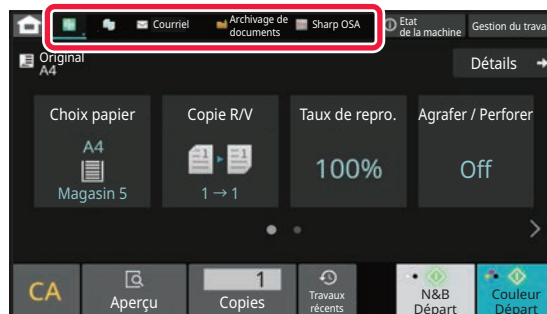 Courriel
Archivage de
documents
Sharp OSA
Etat
de la machine
Gestion du trava
Original
A4
Détails
Choix papier
A4
Magasin 5
Copie R/V
1 1
1 → 1
Taux de repro.
100%
Agrafer / Perforer
Off
CA
Aperçu
1
Copies
Travaux
récents
N&B
Départ
Couleur
Départ